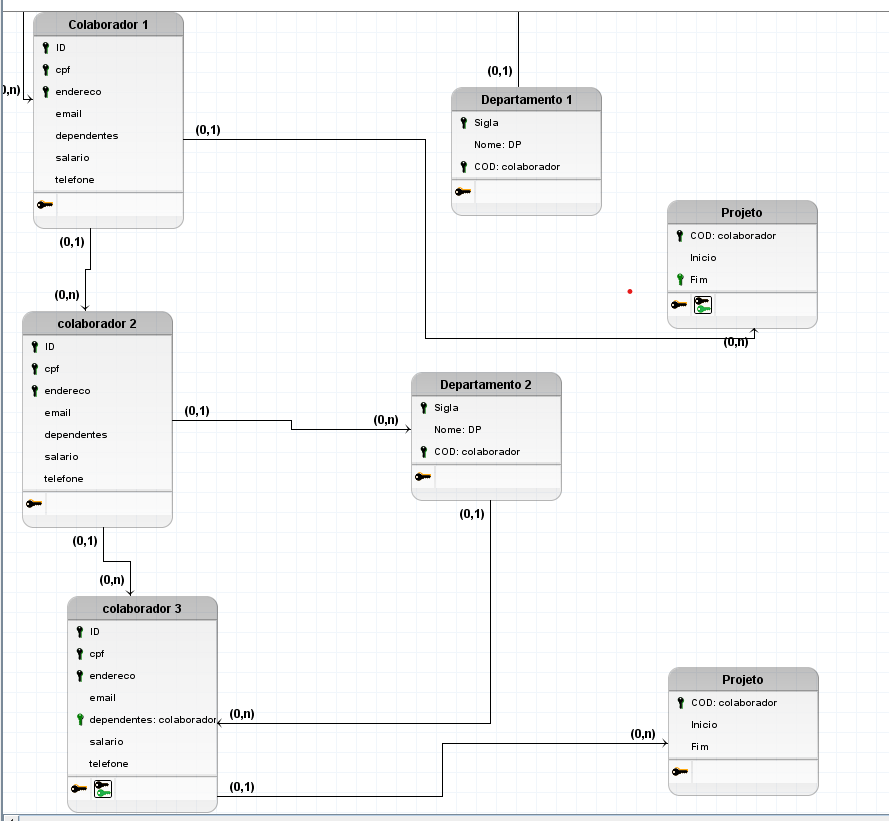 Colaborador 1
ID
cpf
endereco
email
dependentes
salario
telefone
0,n)
(0,1)
(0,1)
(0,n)
(0,1)
Departamento 1
Sigla
Nome: DP
COD: colaborador
Projeto
COD: colaborador
Inicio
Fim
(0,n)
colaborador 2
ID
cpf
endereco
email
dependentes
salario
telefone
(0,1)
(0,n)
Departamento 2
Sigla
Nome: DP
COD: colaborador
(0,1)
(0,1)
(0,n)
colaborador 3
ID
cpf
endereco
email
dependentes: colaborador
salario
telefone
(0,n)
(0,1)
(0,n)
Projeto
COD: colaborador
Inicio
Fim